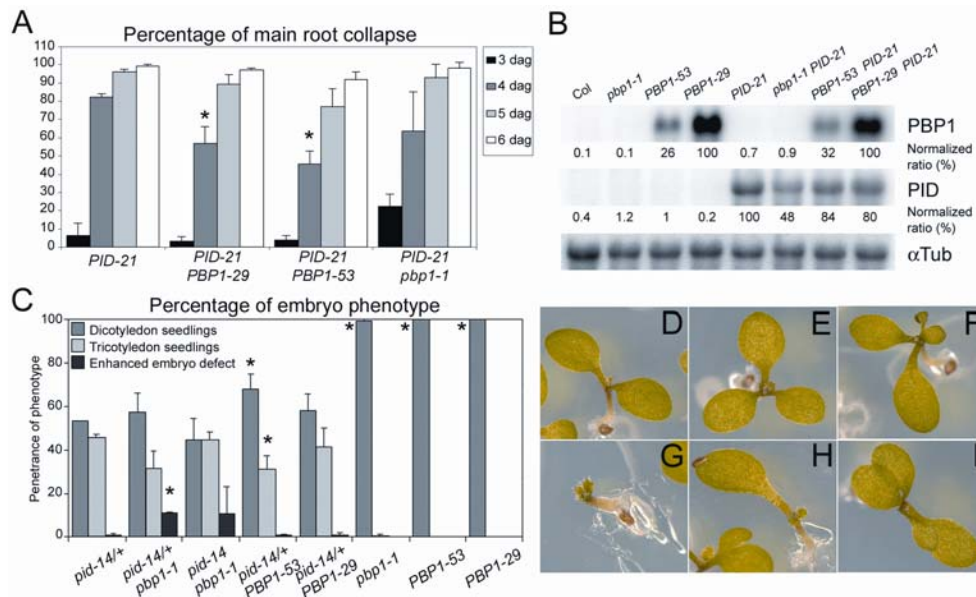 A
Percentage of main root collapse
110
100
90
80
70
60
50
40
30
20
10
0
*
*
PID-21
PID-21
PBP1-29
PID-21
PBP1-53
PID-21
pbp1-1
3 dag
4 dag
5 dag
6 dag
B
Col
pbp1-1
PBP1-53
PBP1-29
PID-21
pbp1-1 PID-21
PBP1-53 PID-21
PBP1-29 PID-21
PBP1
0.1 0.1 26 100 0.7 0.9 32 100
Normalized
ratio (%)
PID
0.4 1.2 1 0.2 100 48 84 80
Normalized
ratio (%)
αTub
C
Percentage of embryo phenotype
Penetrance of phenotype
100
80
60
40
20
0
Dicotyledon seedlings
Tricotyledon seedlings
Enhanced embryo defect
*
*
*
*
*
*
pid-14/+
pid-14/+
pbp1-1
pid-14
pbp1-1
pid-14/+
PBP1-53
pid-14/+
PBP1-29
pbp1-1
PBP1-53
PBP1-29
D
E
F
G
H
I